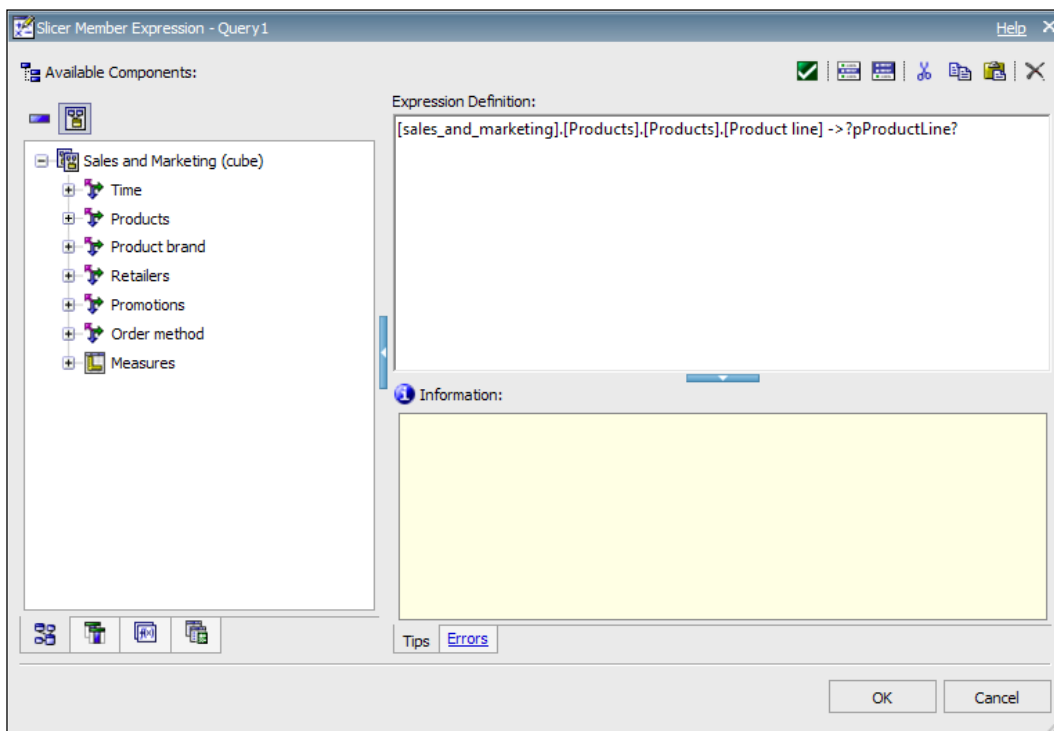 Slicer Member Expression - Query1
Help
Available Components:
Expression Definition:
[sales_and_marketing].[Products].[Products].[Product line] ->?pProductLine?
Sales and Marketing (cube)
Time
Products
Product brand
Retailers
Promotions
Order method
Measures
Information:
Tips
Errors
OK
Cancel